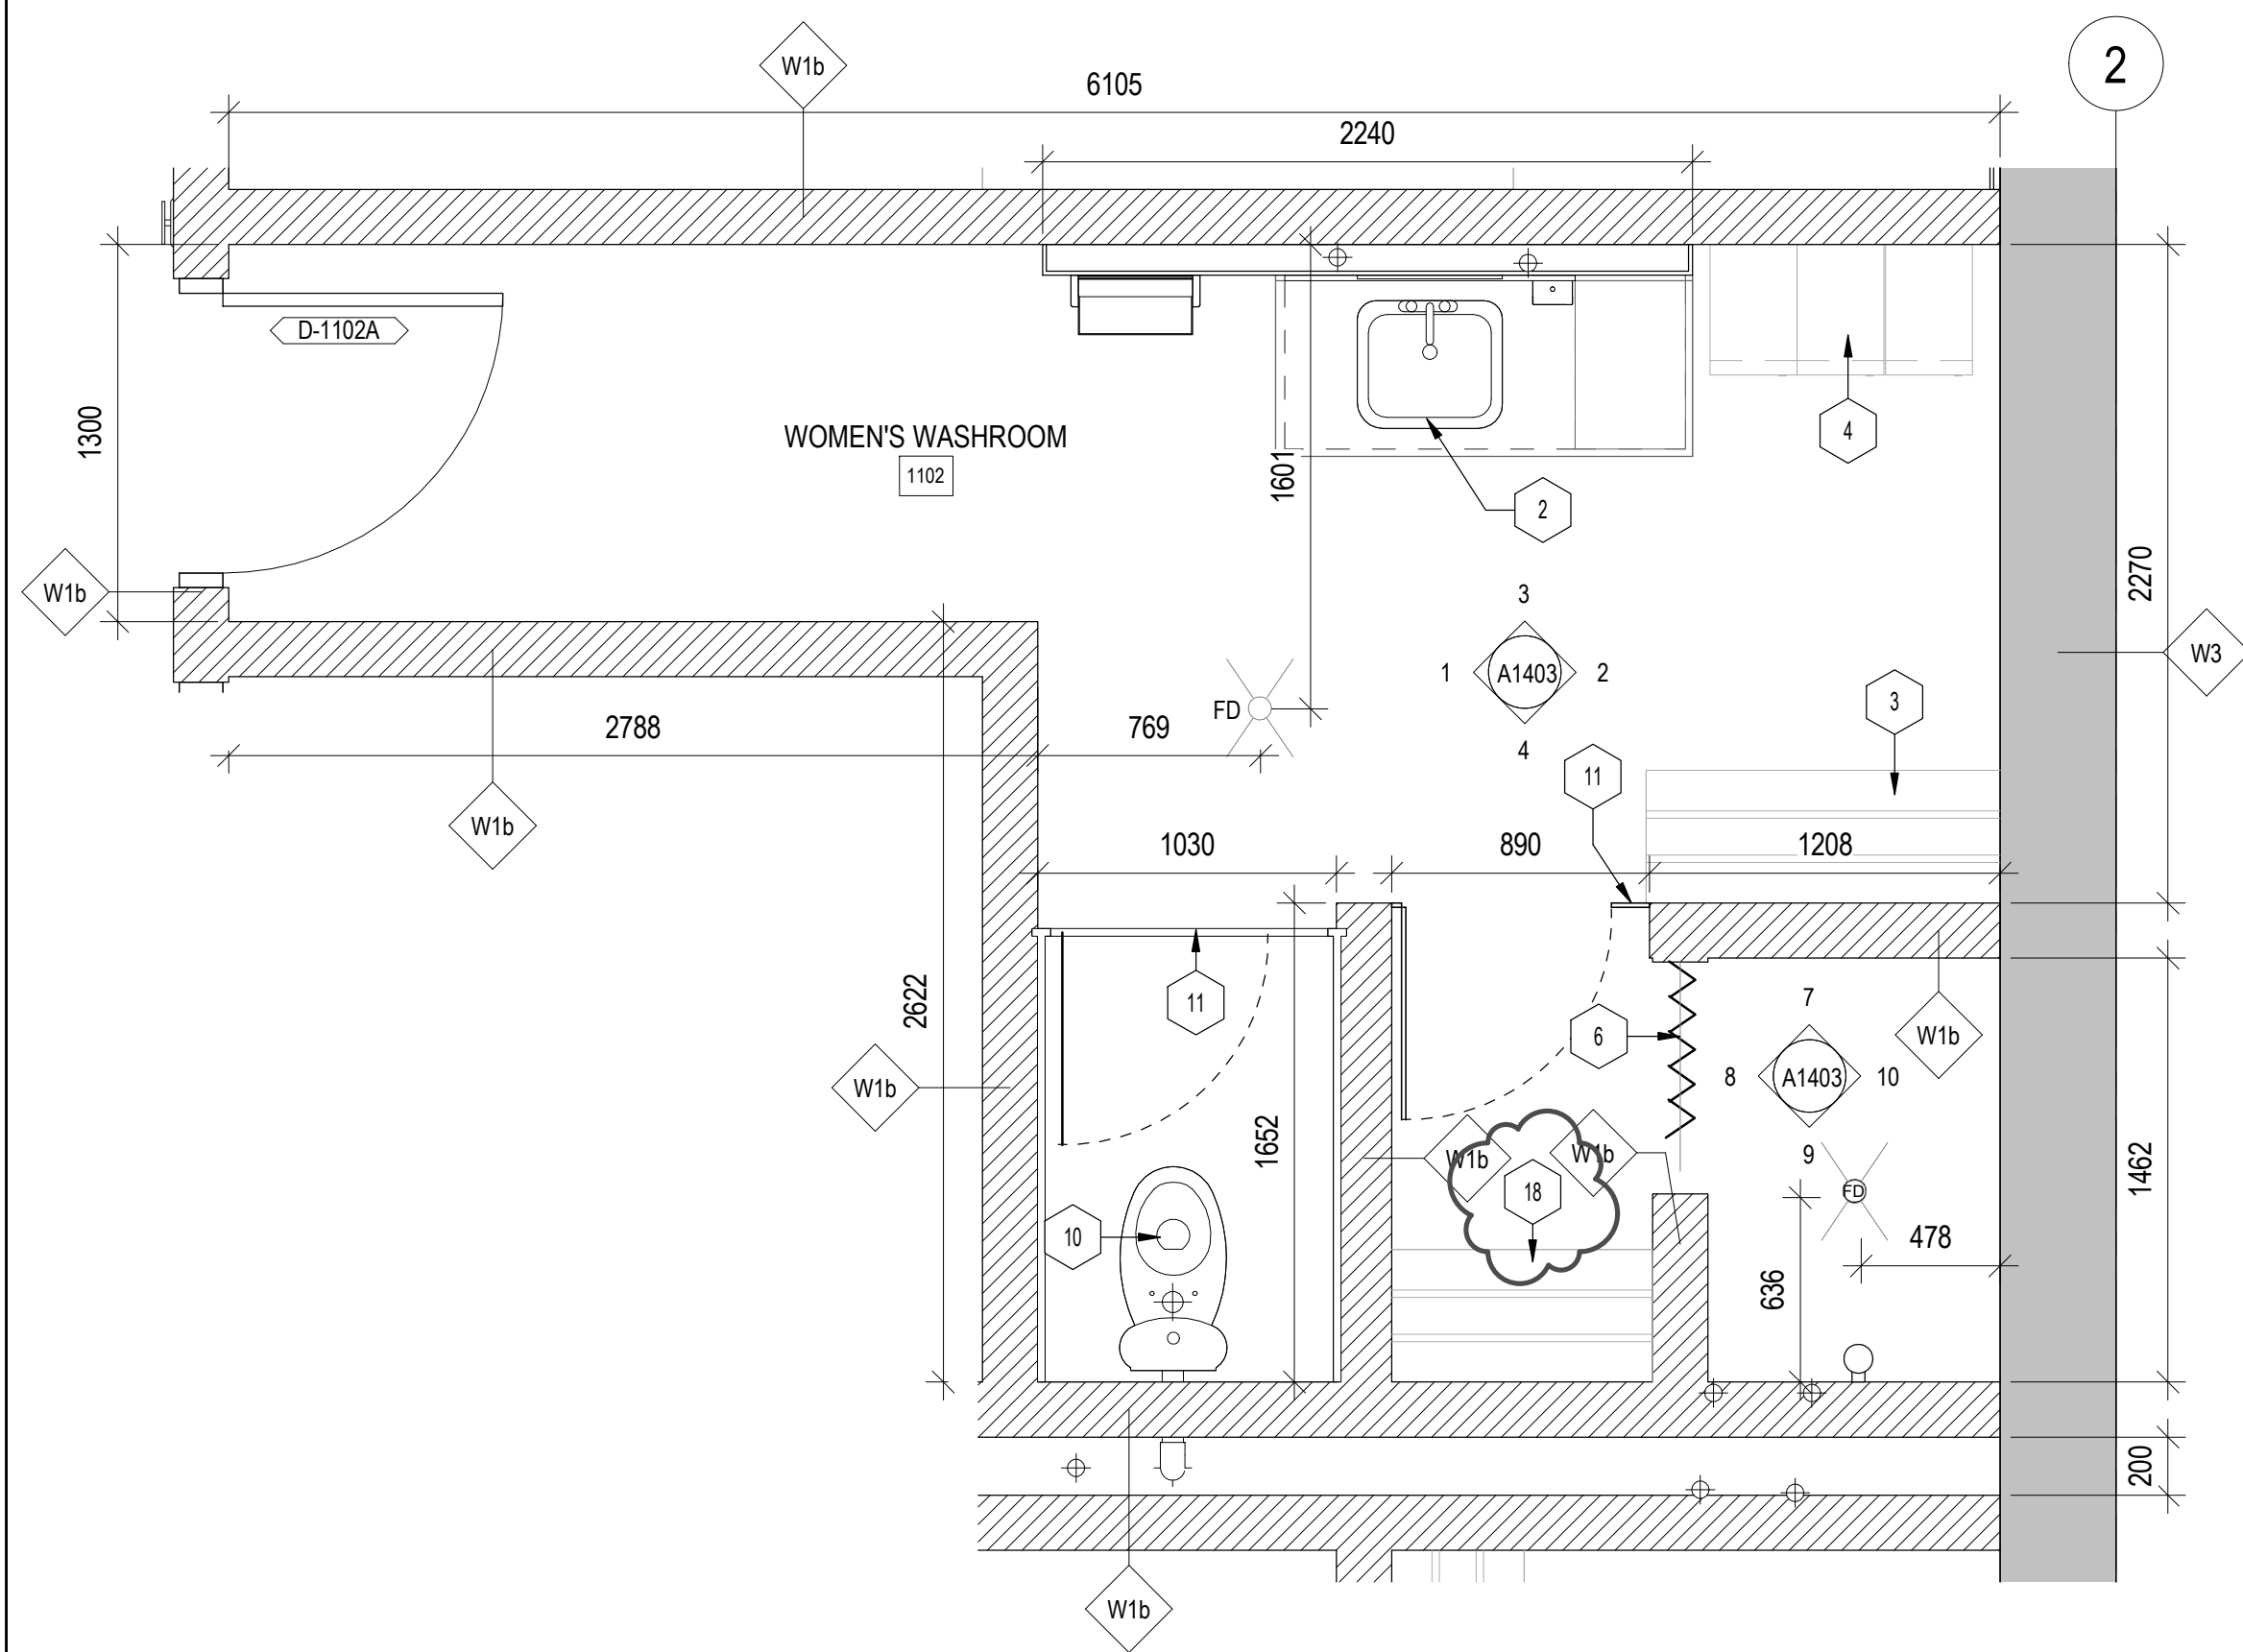 2
W1b
6105
2240
D-1102A
1300
WOMEN'S WASHROOM
1102
1601
4
2
W1b
2270
W3
3
1
A1403
2
4
FD
3
2788
769
11
W1b
1030
890
1208
2622
11
6
W1b
7
8
A1403
10
9
W1b
1652
W1b
W1b
18
FD
1462
10
478
636
200
W1b